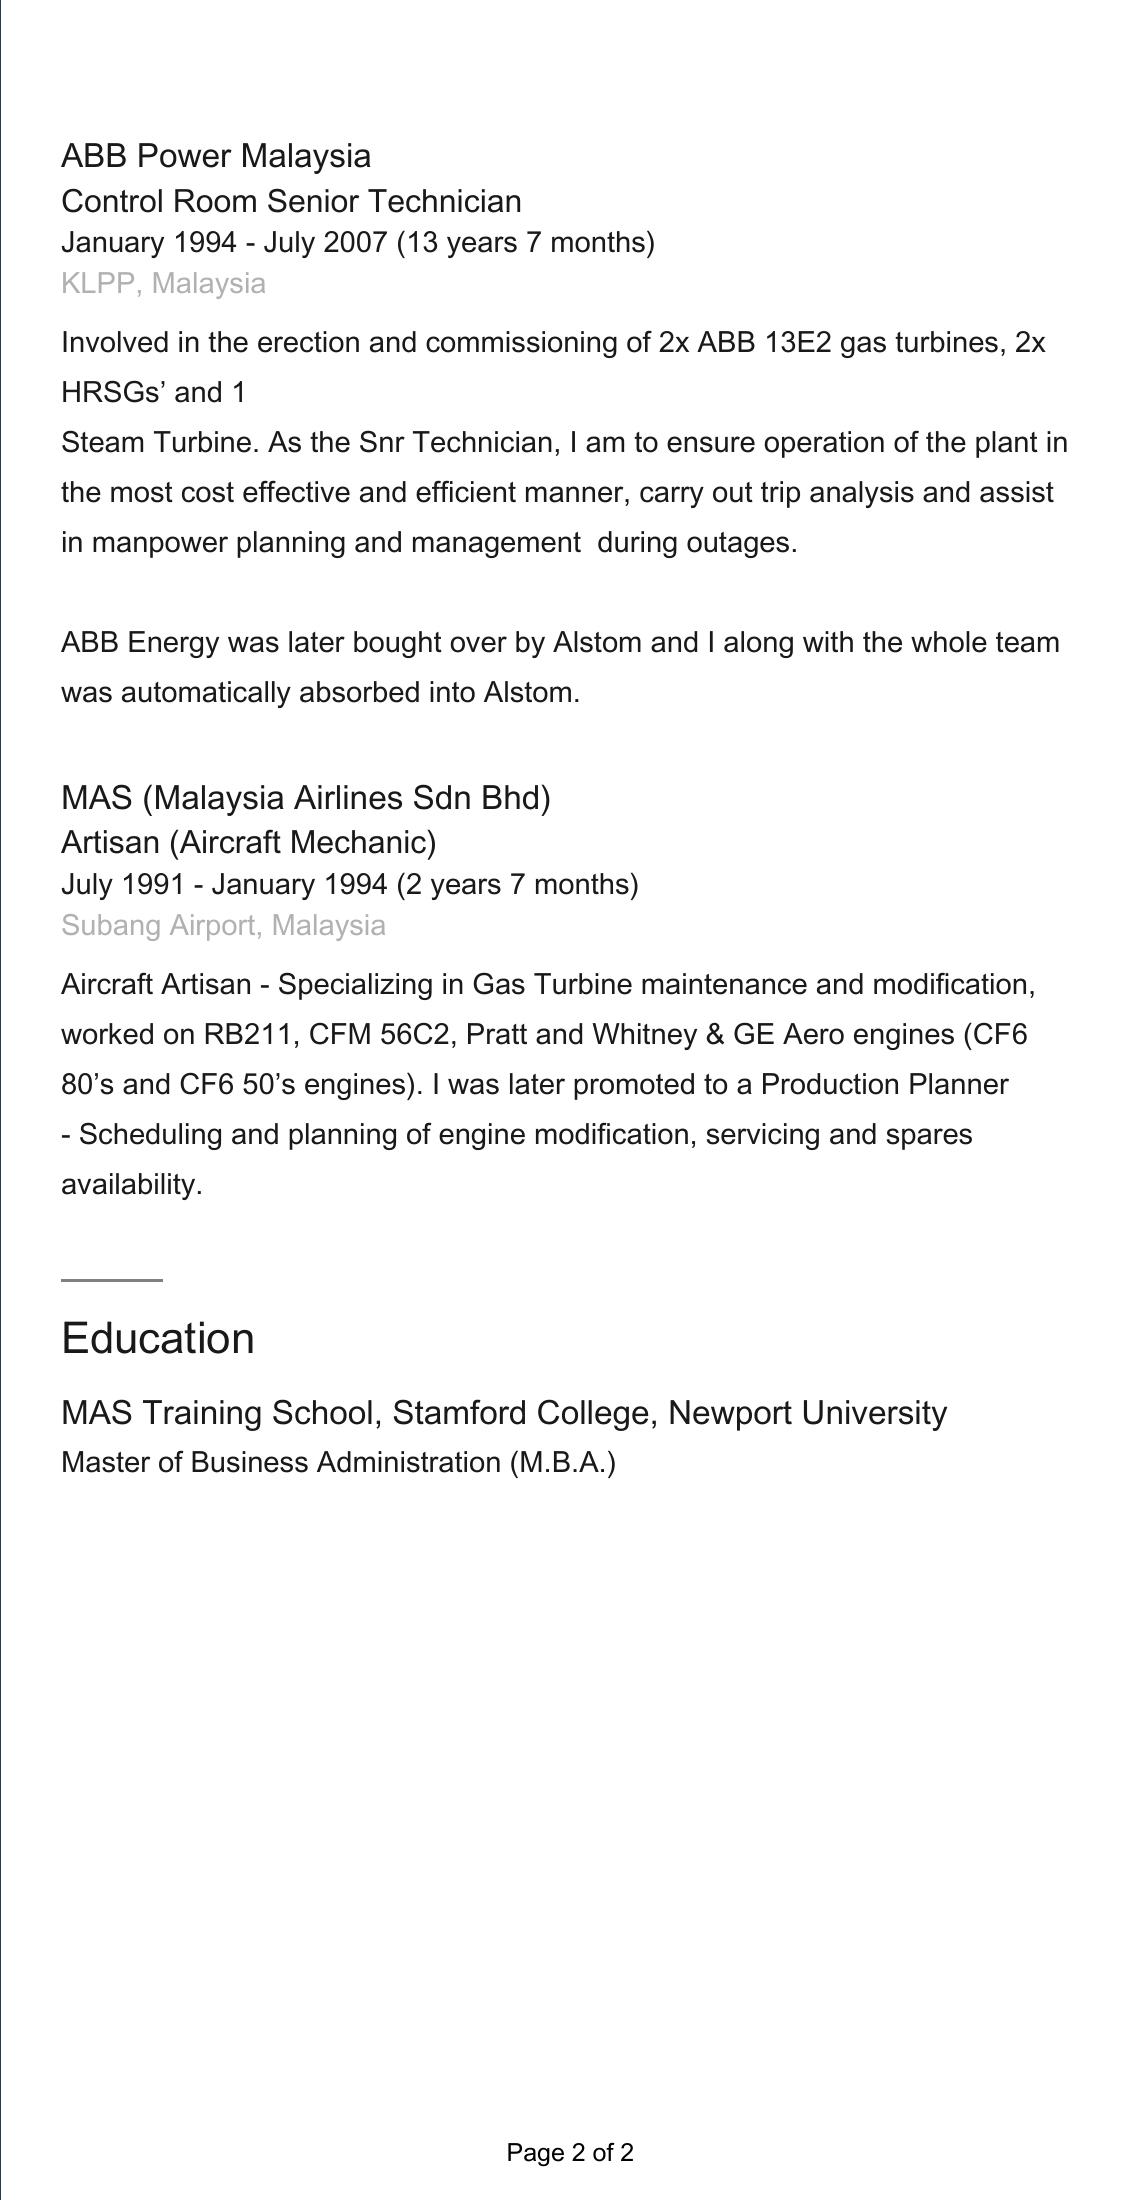 ABB Power Malaysia
Control Room Senior Technician
January 1994 - July 2007 (13 years 7 months)
KLPP, Malaysia
Involved in the erection and commissioning of 2x ABB 13E2 gas turbines, 2x
HRSGs’ and 1
Steam Turbine. As the Snr Technician, I am to ensure operation of the plant in
the most cost effective and efficient manner, carry out trip analysis and assist
in manpower planning and management  during outages.
ABB Energy was later bought over by Alstom and I along with the whole team
was automatically absorbed into Alstom.
MAS (Malaysia Airlines Sdn Bhd)
Artisan (Aircraft Mechanic)
July 1991 - January 1994 (2 years 7 months)
Subang Airport, Malaysia
Aircraft Artisan - Specializing in Gas Turbine maintenance and modification,
worked on RB211, CFM 56C2, Pratt and Whitney & GE Aero engines (CF6
80’s and CF6 50’s engines). I was later promoted to a Production Planner
- Scheduling and planning of engine modification, servicing and spares
availability.
Education
MAS Training School, Stamford College, Newport University
Master of Business Administration (M.B.A.)
Page 2 of 2